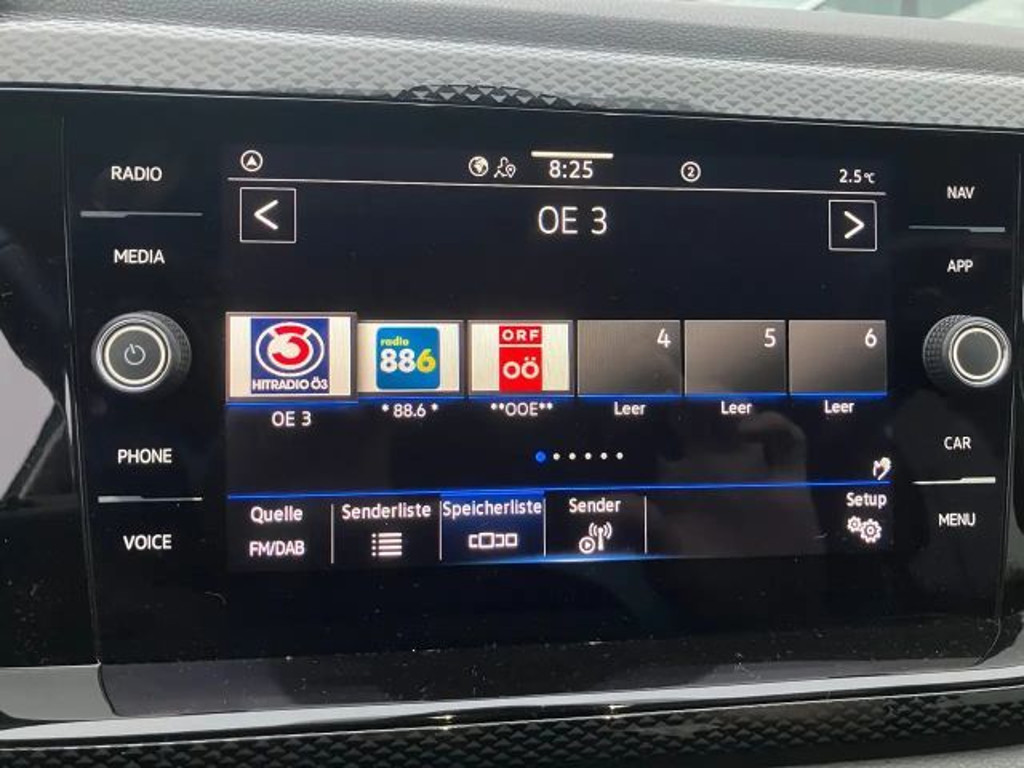 RADIO
MEDIA
PHONE
VOICE
8:25
2
2.5°C
<
OE 3
>
3
HITRADIO Ö3
radio
886
ORF
OÖ
4
5
6
OE 3
* 88.6 *
**OOE**
Leer
Leer
Leer
Quelle
FM/DAB
Senderliste
Speicherliste
Sender
Setup
NAV
APP
CAR
MENU